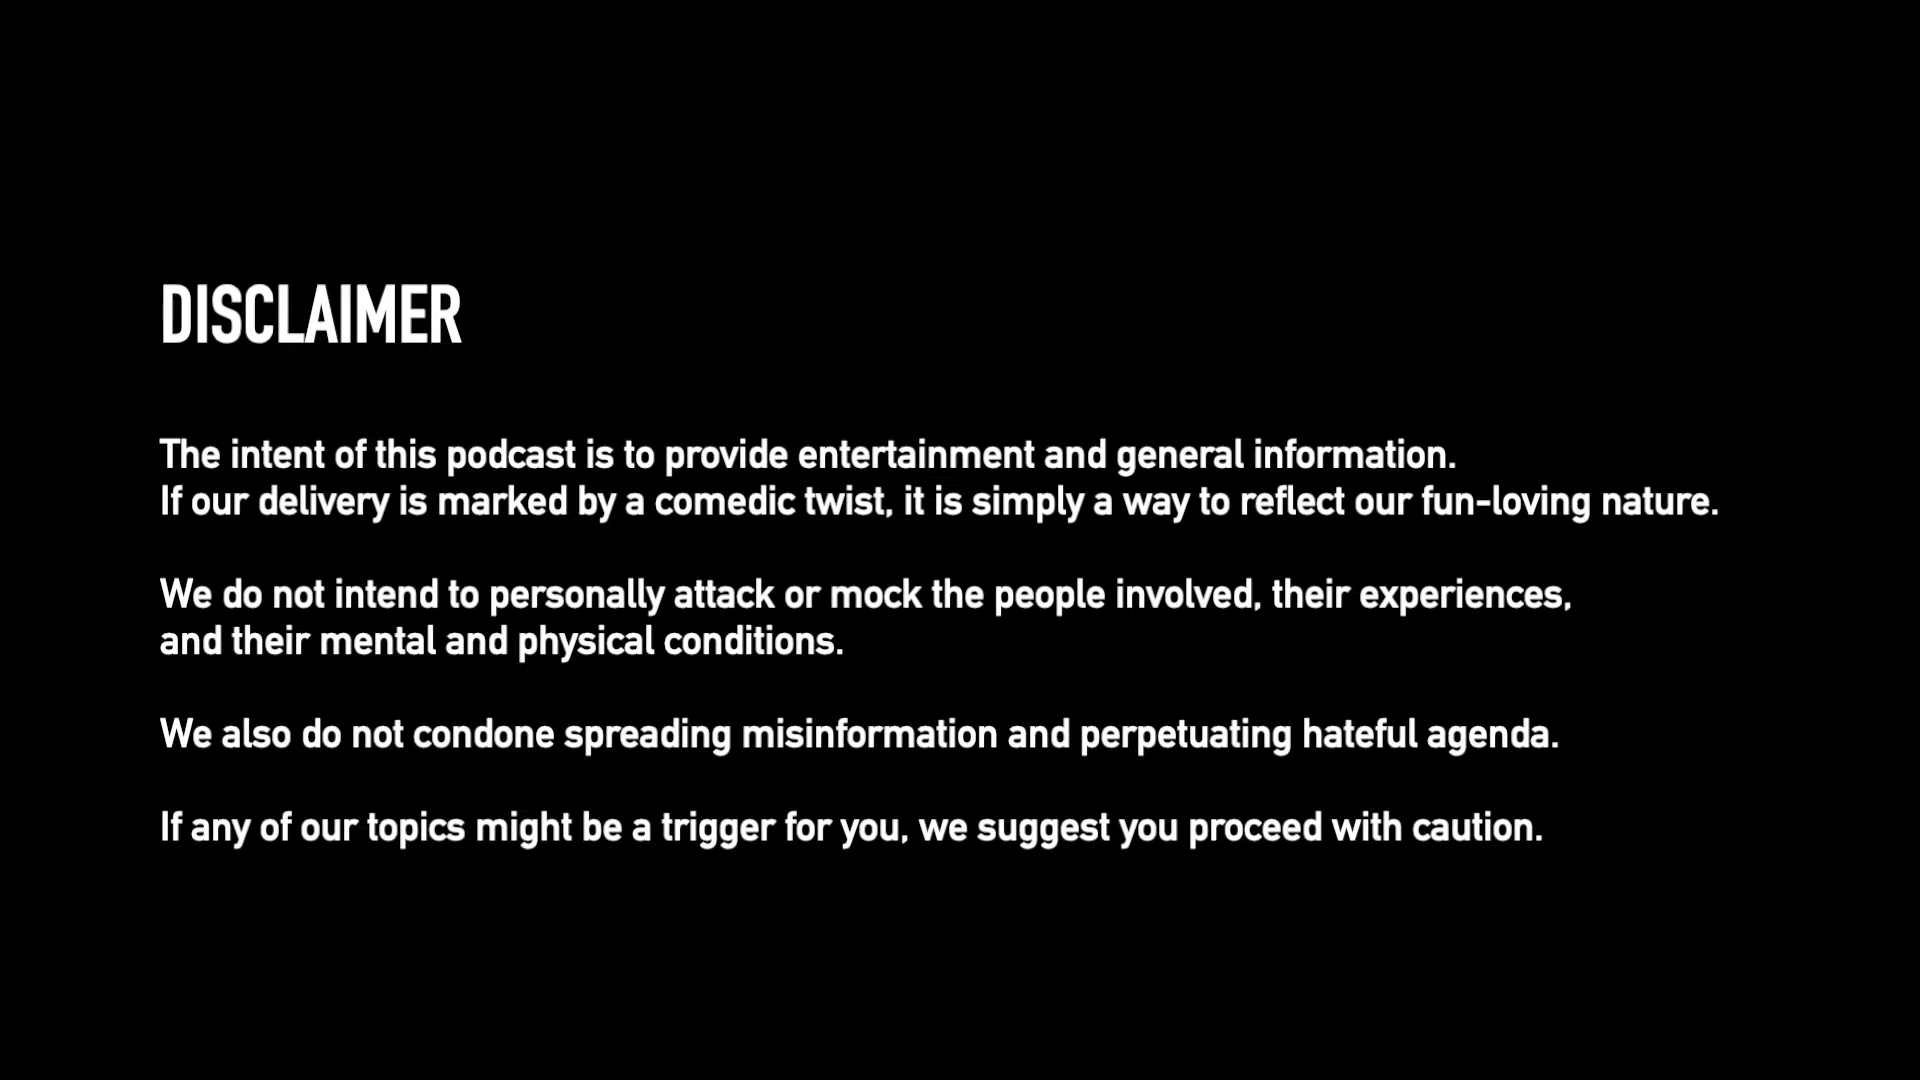 DISCLAIMER
The intent of this podcast is to provide entertainment and general information.
If our delivery is marked by a comedic twist, it is simply a way to reflect our fun-loving nature.
We do not intend to personally attack or mock the people involved, their experiences,
and their mental and physical conditions.
We also do not condone spreading misinformation and perpetuating hateful agenda.
If any of our topics might be a trigger for you, we suggest you proceed with caution.